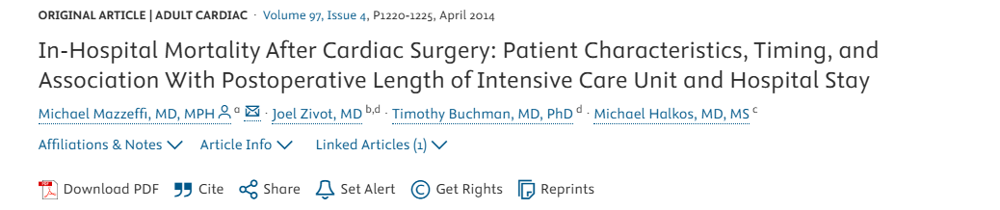 ORIGINAL ARTICLE | ADULT CARDIAC · Volume 97, Issue 4, P1220-1225, April 2014
In-Hospital Mortality After Cardiac Surgery: Patient Characteristics, Timing, and
Association With Postoperative Length of Intensive Care Unit and Hospital Stay
Michael Mazzeffi, MD, MPH a · Joel Zivot, MD b,d · Timothy Buchman, MD, PhD d · Michael Halkos, MD, MS c
Affiliations & Notes Article Info Linked Articles (1)
PDF Download PDF Cite Share Set Alert © Get Rights Reprints